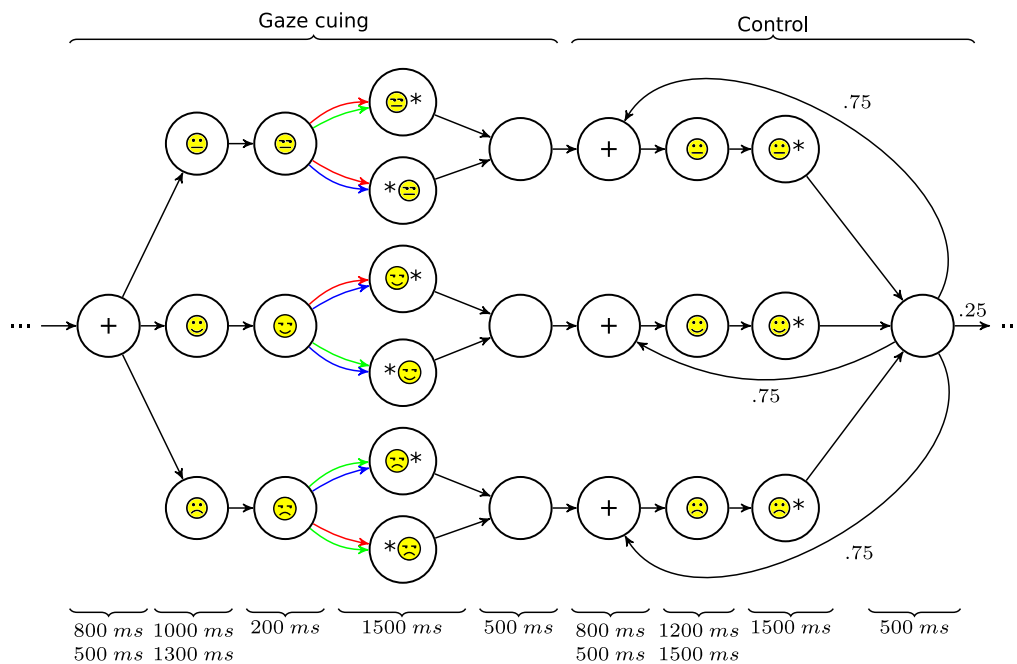 Gaze cuing
Control
.75
* +
* + *
... + * + * .25 ..
* .75
*
+ *
* .75
800 ms 1000 ms 200 ms 1500 ms 500 ms 800 ms 1200 ms 1500 ms 500 ms
500 ms 1300 ms 500 ms 1500 ms